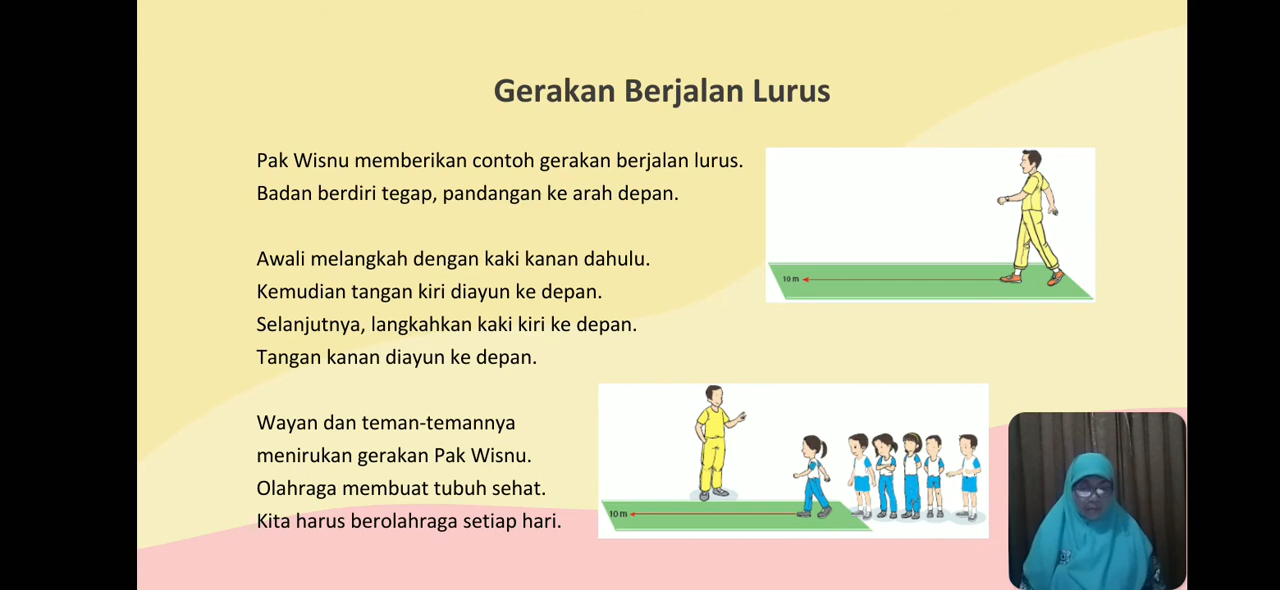 Gerakan Berjalan Lurus
Pak Wisnu memberikan contoh gerakan berjalan lurus.
Badan berdiri tegap, pandangan ke arah depan.
Awali melangkah dengan kaki kanan dahulu.
Kemudian tangan kiri diayun ke depan.
Selanjutnya, langkahkan kaki kiri ke depan.
Tangan kanan diayun ke depan.
Wayan dan teman-temannya
menirukan gerakan Pak Wisnu.
Olahraga membuat tubuh sehat.
Kita harus berolahraga setiap hari.
10 m
10 m